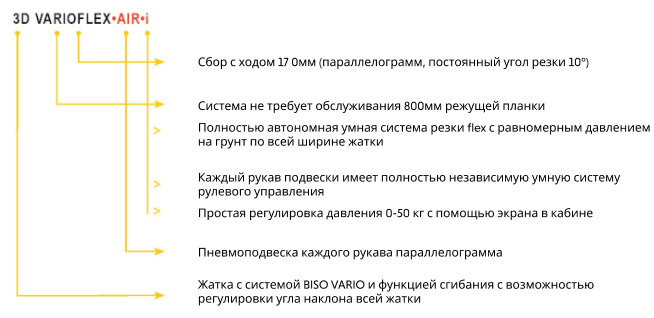 3D VARIOFLEX•AIR•i
Сбор с ходом 17 0мм (параллелограмм, постоянный угол резки 10°)
Система не требует обслуживания 800мм режущей планки
Полностью автономная умная система резки flex с равномерным давлением
на грунт по всей ширине жатки
Каждый рукав подвески имеет полностью независимую умную систему
рулевого управления
Простая регулировка давления 0-50 кг с помощью экрана в кабине
Пневмоподвеска каждого рукава параллелограмма
Жатка с системой BISO VARIO и функцией сгибания с возможностью
регулировки угла наклона всей жатки